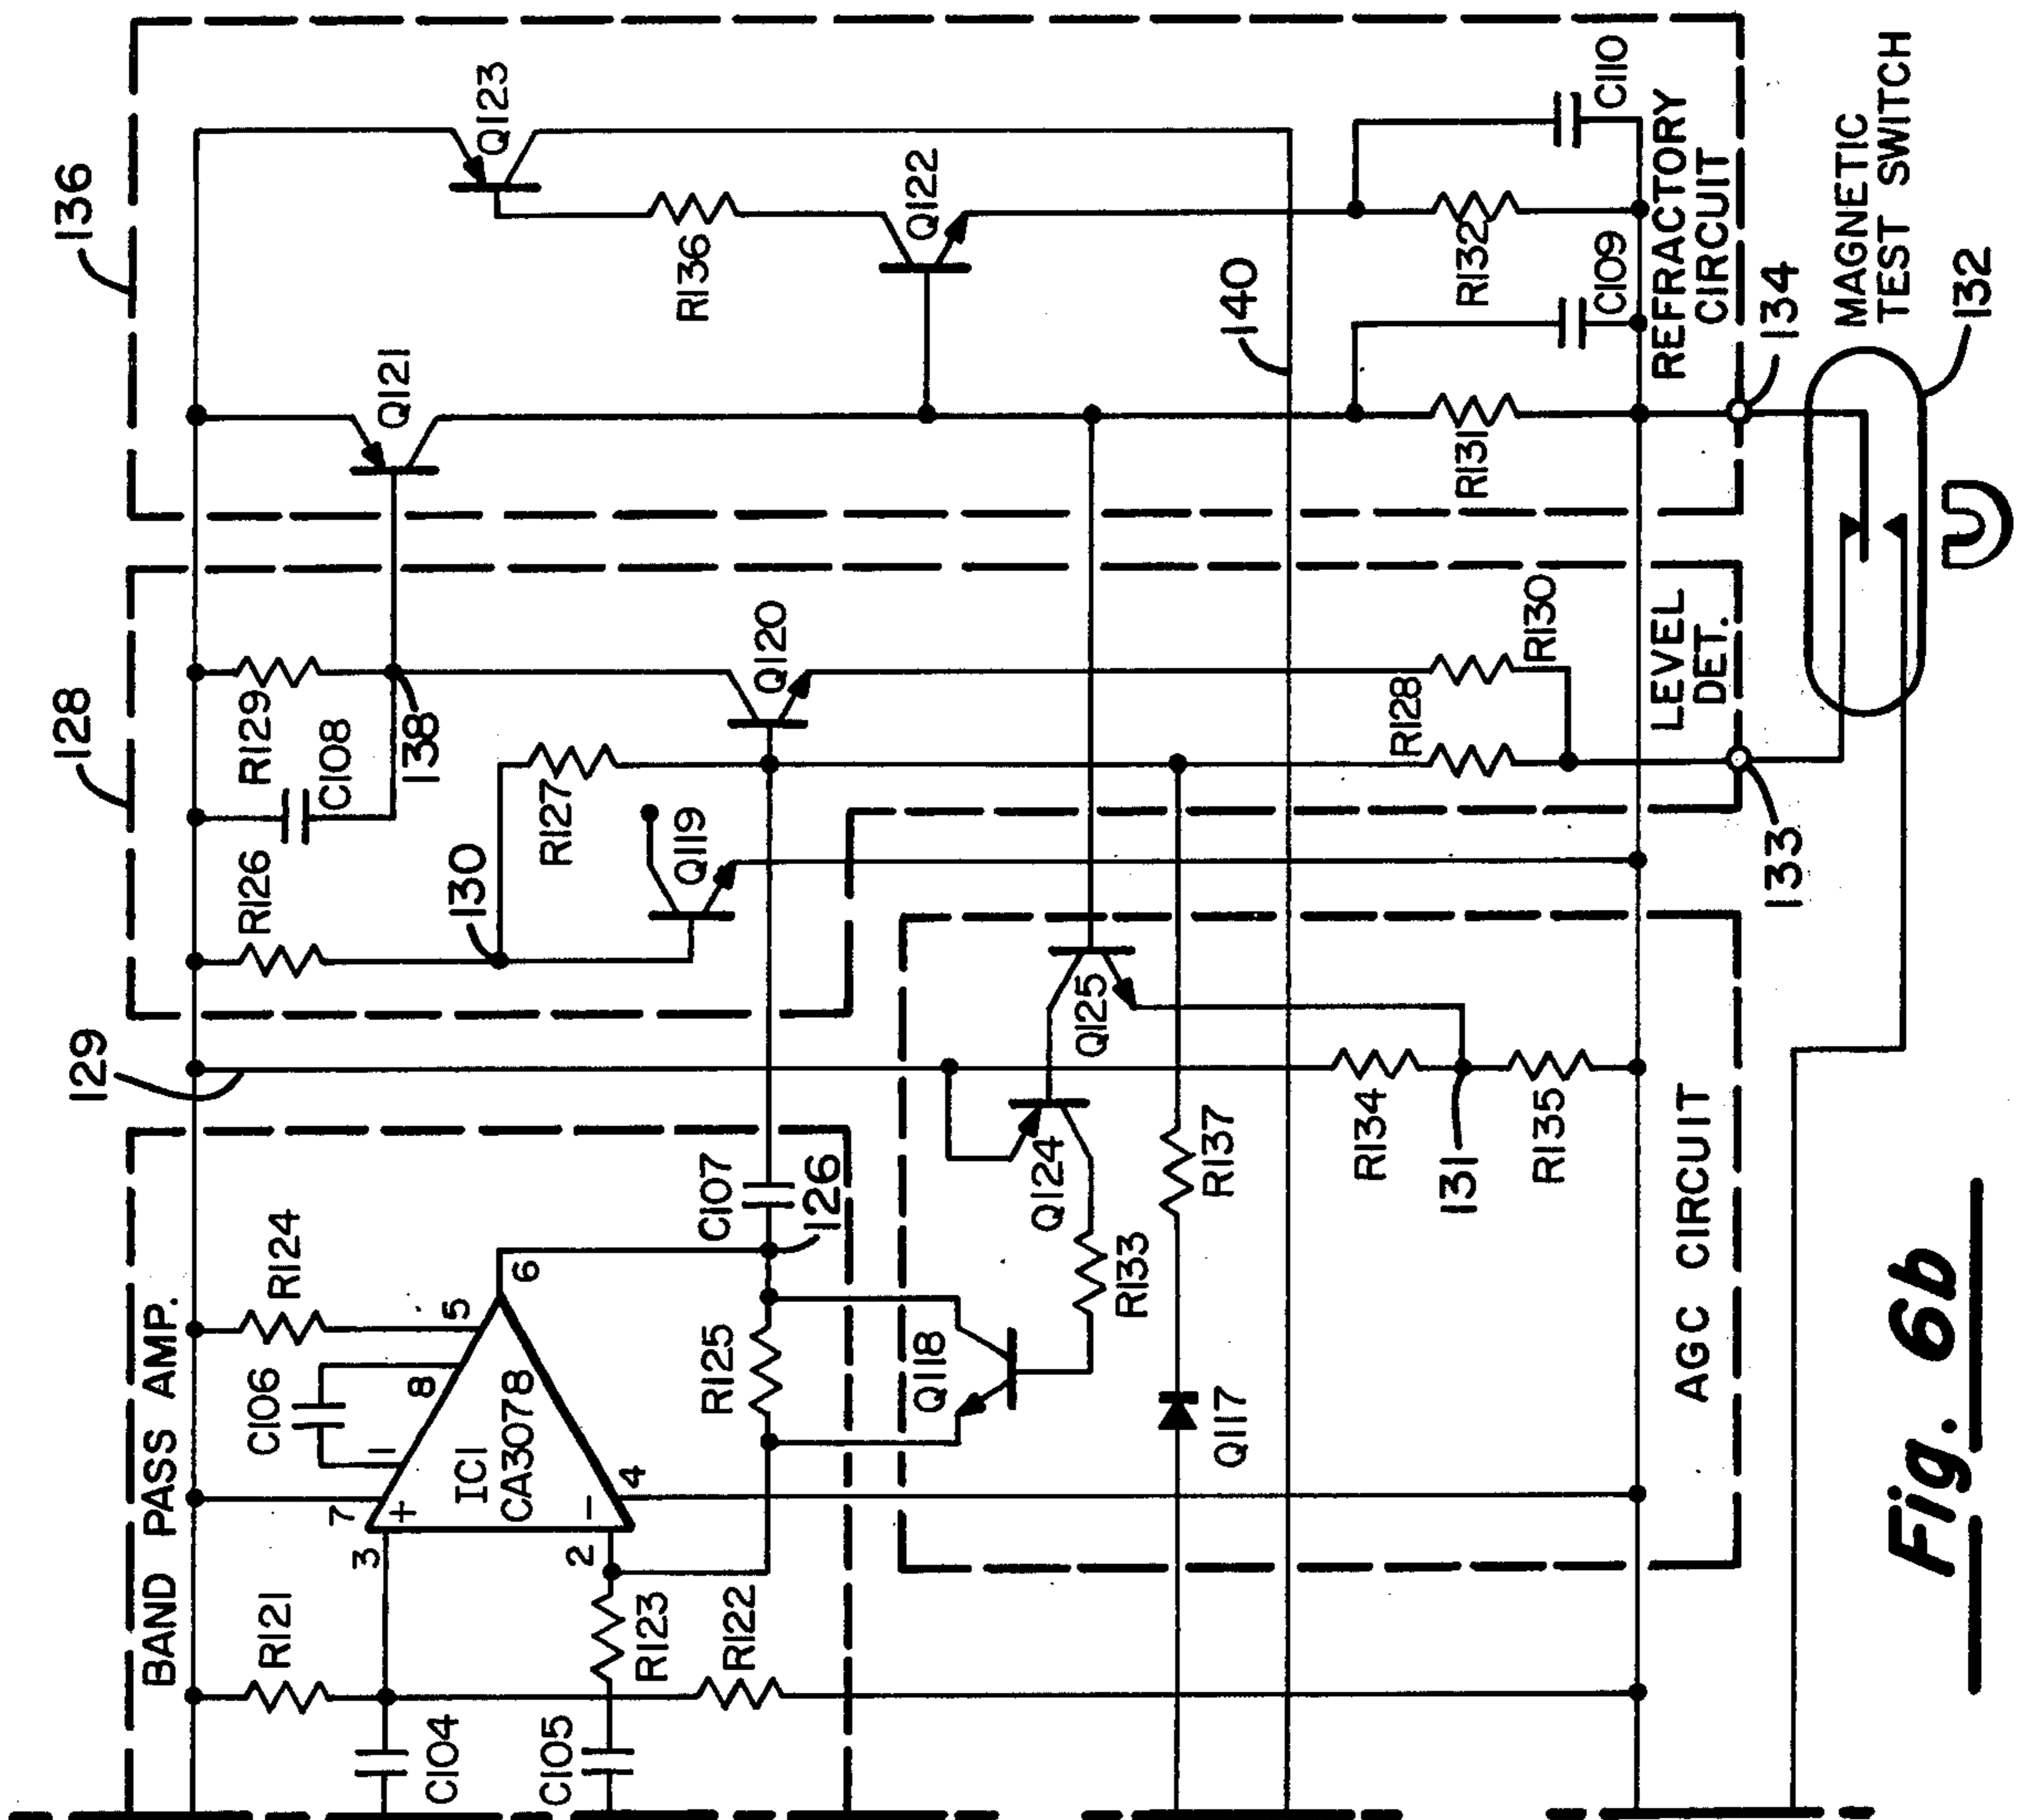 136
Q123
R136
Q122
Q121
140
R132
C109
C110
REFRACTORY
CIRCUIT
R131
134
MAGNETIC
TEST SWITCH
132
128
R129
C108
138
R126
130
R127
Q119
Q120
R128
R130
LEVEL
DET.
133
129
Q125
Q124
R133
Q118
R137
Q117
R134
131
R135
AGC CIRCUIT
BAND PASS AMP.
R124
C106
8
5
1
7
+
IC1
CA3078
6
3
2
−
4
C107
126
R125
R121
R123
R122
C104
C105
Fig. 6b